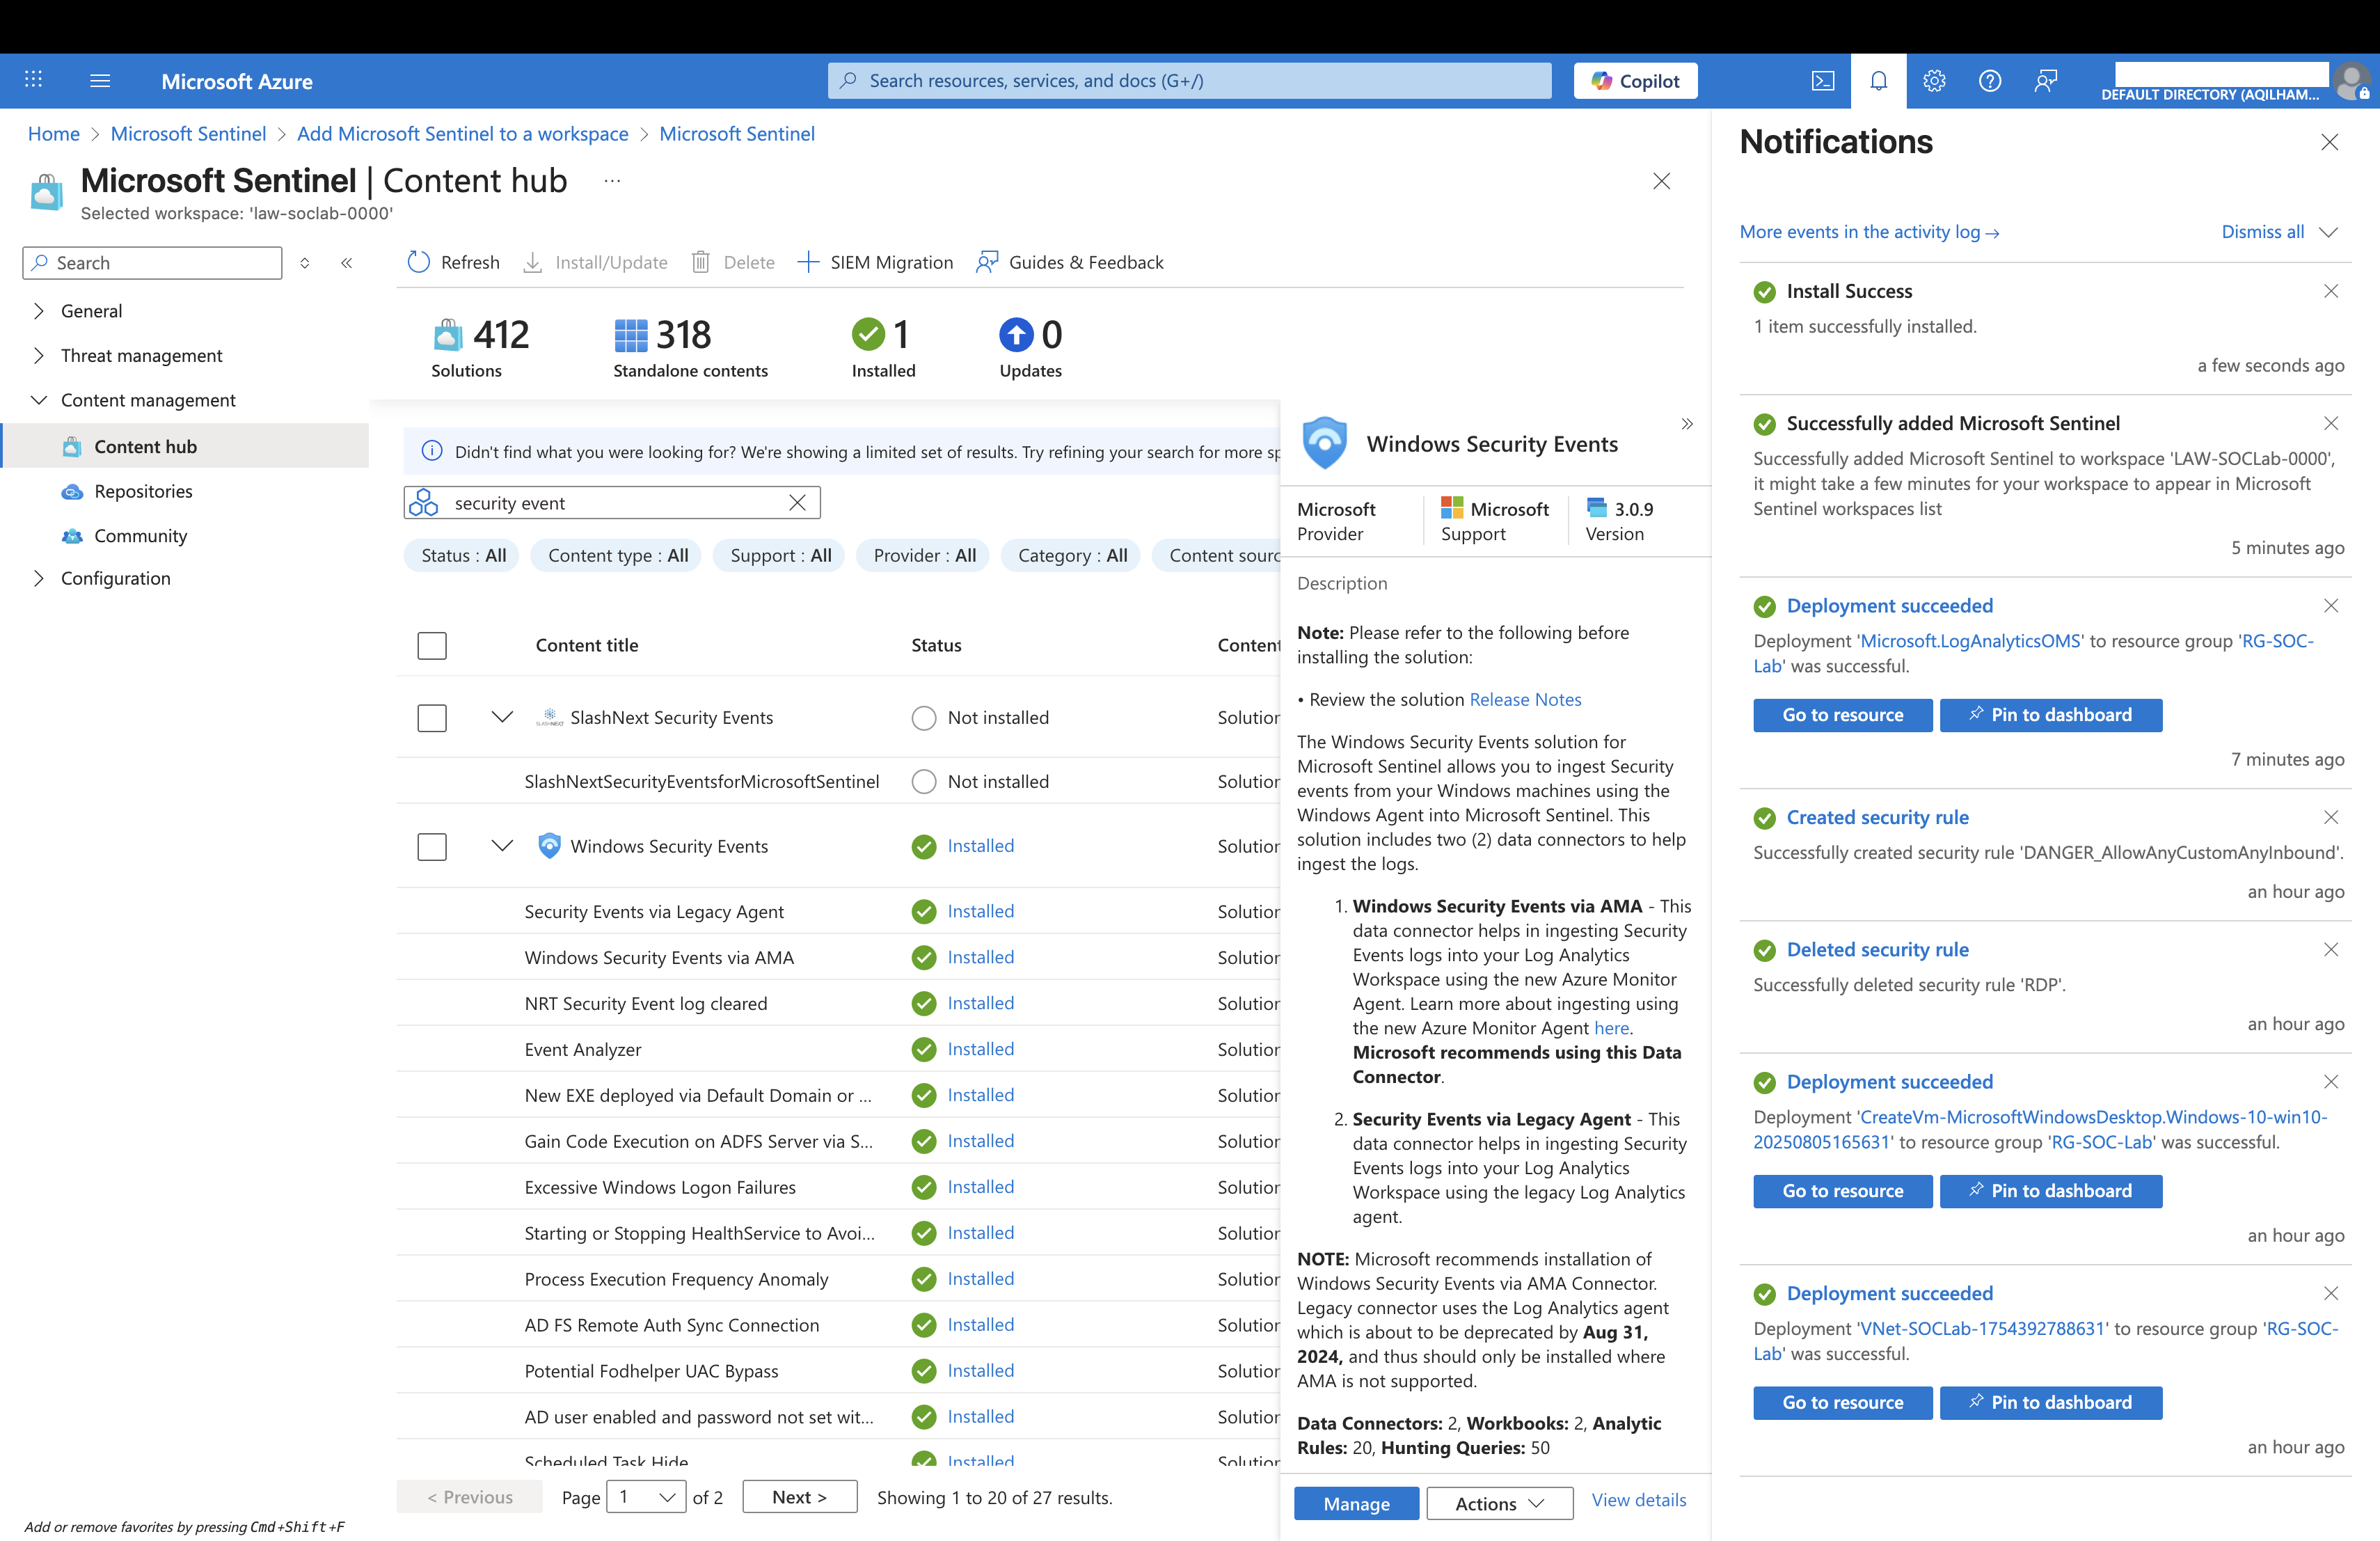 Microsoft Azure
Search resources, services, and docs (G+/)
Copilot
DEFAULT DIRECTORY (AQILHAM...
Home > Microsoft Sentinel > Add Microsoft Sentinel to a workspace > Microsoft Sentinel
Microsoft Sentinel | Content hub ...
Selected workspace: 'law-soclab-0000'
Search
General
Threat management
Content management
Content hub
Repositories
Community
Configuration
Add or remove favorites by pressing Cmd+Shift+F
Refresh Install/Update Delete SIEM Migration Guides & Feedback
412 318 1 0
Solutions Standalone contents Installed Updates
Didn't find what you were looking for? We're showing a limited set of results. Try refining your search for more sp
security event
Status : All Content type : All Support : All Provider : All Category : All Content sourc
Content title Status Content
SLASHNEXT SlashNext Security Events Not installed Solution
SlashNextSecurityEventsforMicrosoftSentinel Not installed Solution
Windows Security Events Installed Solution
Security Events via Legacy Agent Installed Solution
Windows Security Events via AMA Installed Solution
NRT Security Event log cleared Installed Solution
Event Analyzer Installed Solution
New EXE deployed via Default Domain or ... Installed Solution
Gain Code Execution on ADFS Server via S... Installed Solution
Excessive Windows Logon Failures Installed Solution
Starting or Stopping HealthService to Avoi... Installed Solution
Process Execution Frequency Anomaly Installed Solution
AD FS Remote Auth Sync Connection Installed Solution
Potential Fodhelper UAC Bypass Installed Solution
AD user enabled and password not set wit... Installed Solution
Scheduled Task Hide Installed Solution
< Previous Page 1 of 2 Next > Showing 1 to 20 of 27 results.
Windows Security Events
Microsoft Microsoft 3.0.9
Provider Support Version
Description
Note: Please refer to the following before
installing the solution:
• Review the solution Release Notes
The Windows Security Events solution for
Microsoft Sentinel allows you to ingest Security
events from your Windows machines using the
Windows Agent into Microsoft Sentinel. This
solution includes two (2) data connectors to help
ingest the logs.
1. Windows Security Events via AMA - This
data connector helps in ingesting Security
Events logs into your Log Analytics
Workspace using the new Azure Monitor
Agent. Learn more about ingesting using
the new Azure Monitor Agent here.
Microsoft recommends using this Data
Connector.
2. Security Events via Legacy Agent - This
data connector helps in ingesting Security
Events logs into your Log Analytics
Workspace using the legacy Log Analytics
agent.
NOTE: Microsoft recommends installation of
Windows Security Events via AMA Connector.
Legacy connector uses the Log Analytics agent
which is about to be deprecated by Aug 31,
2024, and thus should only be installed where
AMA is not supported.
Data Connectors: 2, Workbooks: 2, Analytic
Rules: 20, Hunting Queries: 50
Manage Actions View details
Notifications
More events in the activity log → Dismiss all
Install Success
1 item successfully installed.
a few seconds ago
Successfully added Microsoft Sentinel
Successfully added Microsoft Sentinel to workspace 'LAW-SOCLab-0000',
it might take a few minutes for your workspace to appear in Microsoft
Sentinel workspaces list
5 minutes ago
Deployment succeeded
Deployment 'Microsoft.LogAnalyticsOMS' to resource group 'RG-SOC-
Lab' was successful.
Go to resource Pin to dashboard
7 minutes ago
Created security rule
Successfully created security rule 'DANGER_AllowAnyCustomAnyInbound'.
an hour ago
Deleted security rule
Successfully deleted security rule 'RDP'.
an hour ago
Deployment succeeded
Deployment 'CreateVm-MicrosoftWindowsDesktop.Windows-10-win10-
20250805165631' to resource group 'RG-SOC-Lab' was successful.
Go to resource Pin to dashboard
an hour ago
Deployment succeeded
Deployment 'VNet-SOCLab-1754392788631' to resource group 'RG-SOC-
Lab' was successful.
Go to resource Pin to dashboard
an hour ago